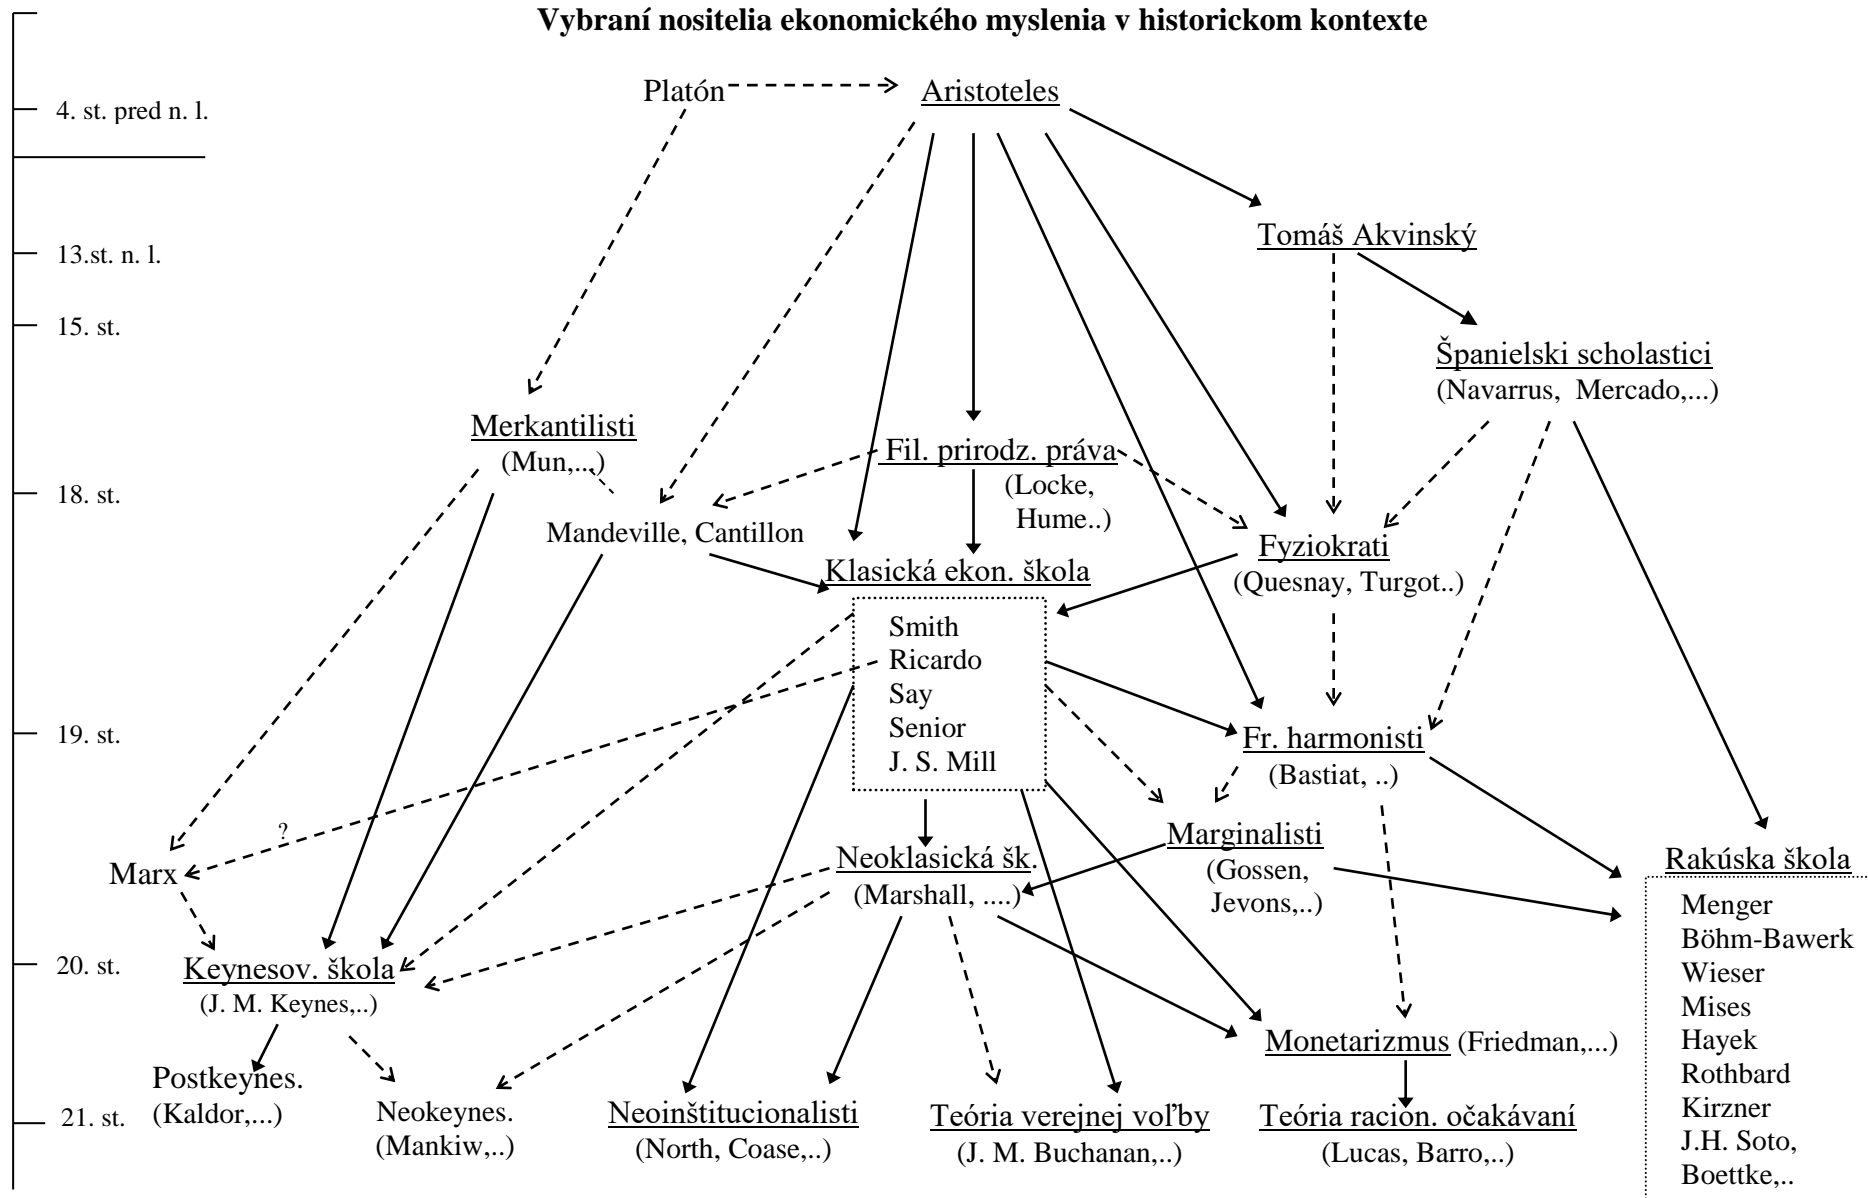 Vybraní nositelia ekonomického myslenia v historickom kontexte
Platón
Aristoteles
4. st. pred n. l.
Tomáš Akvinský
13.st. n. l.
15. st.
Španielski scholastici
(Navarrus, Mercado,...)
Merkantilisti
(Mun,...)
Fil. prirodz. práva
(Locke,
Hume..)
18. st.
Mandeville, Cantillon
Fyziokrati
(Quesnay, Turgot..)
Klasická ekon. škola
Smith
Ricardo
Say
Senior
J. S. Mill
19. st.
Fr. harmonisti
(Bastiat, ..)
?
Marginalisti
(Gossen,
Jevons,..)
Marx
Neoklasická šk.
(Marshall, ....)
Rakúska škola
Menger
Böhm-Bawerk
Wieser
Mises
Hayek
Rothbard
Kirzner
J.H. Soto,
Boettke,..
20. st.
Keynesov. škola
(J. M. Keynes,..)
Monetarizmus (Friedman,...)
Postkeynes.
(Kaldor,...)
21. st.
Neokeynes.
(Mankiw,..)
Neoinštitucionalisti
(North, Coase,..)
Teória verejnej voľby
(J. M. Buchanan,..)
Teória racion. očakávaní
(Lucas, Barro,..)